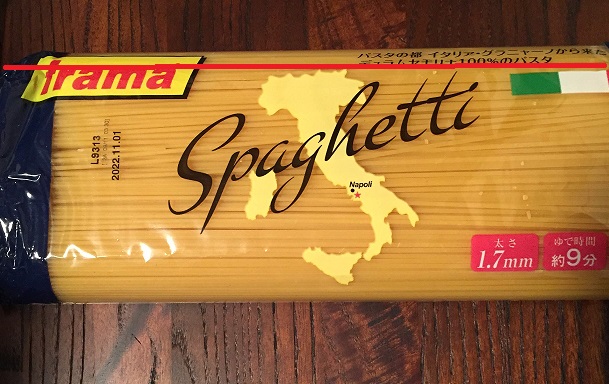 frama
パスタの都 イタリア・グラニャーノから来た
デュラムセモリナ100%のパスタ
Spaghetti
L9313
2022.11.01
Napoli
太さ
1.7mm
ゆで時間
約9分